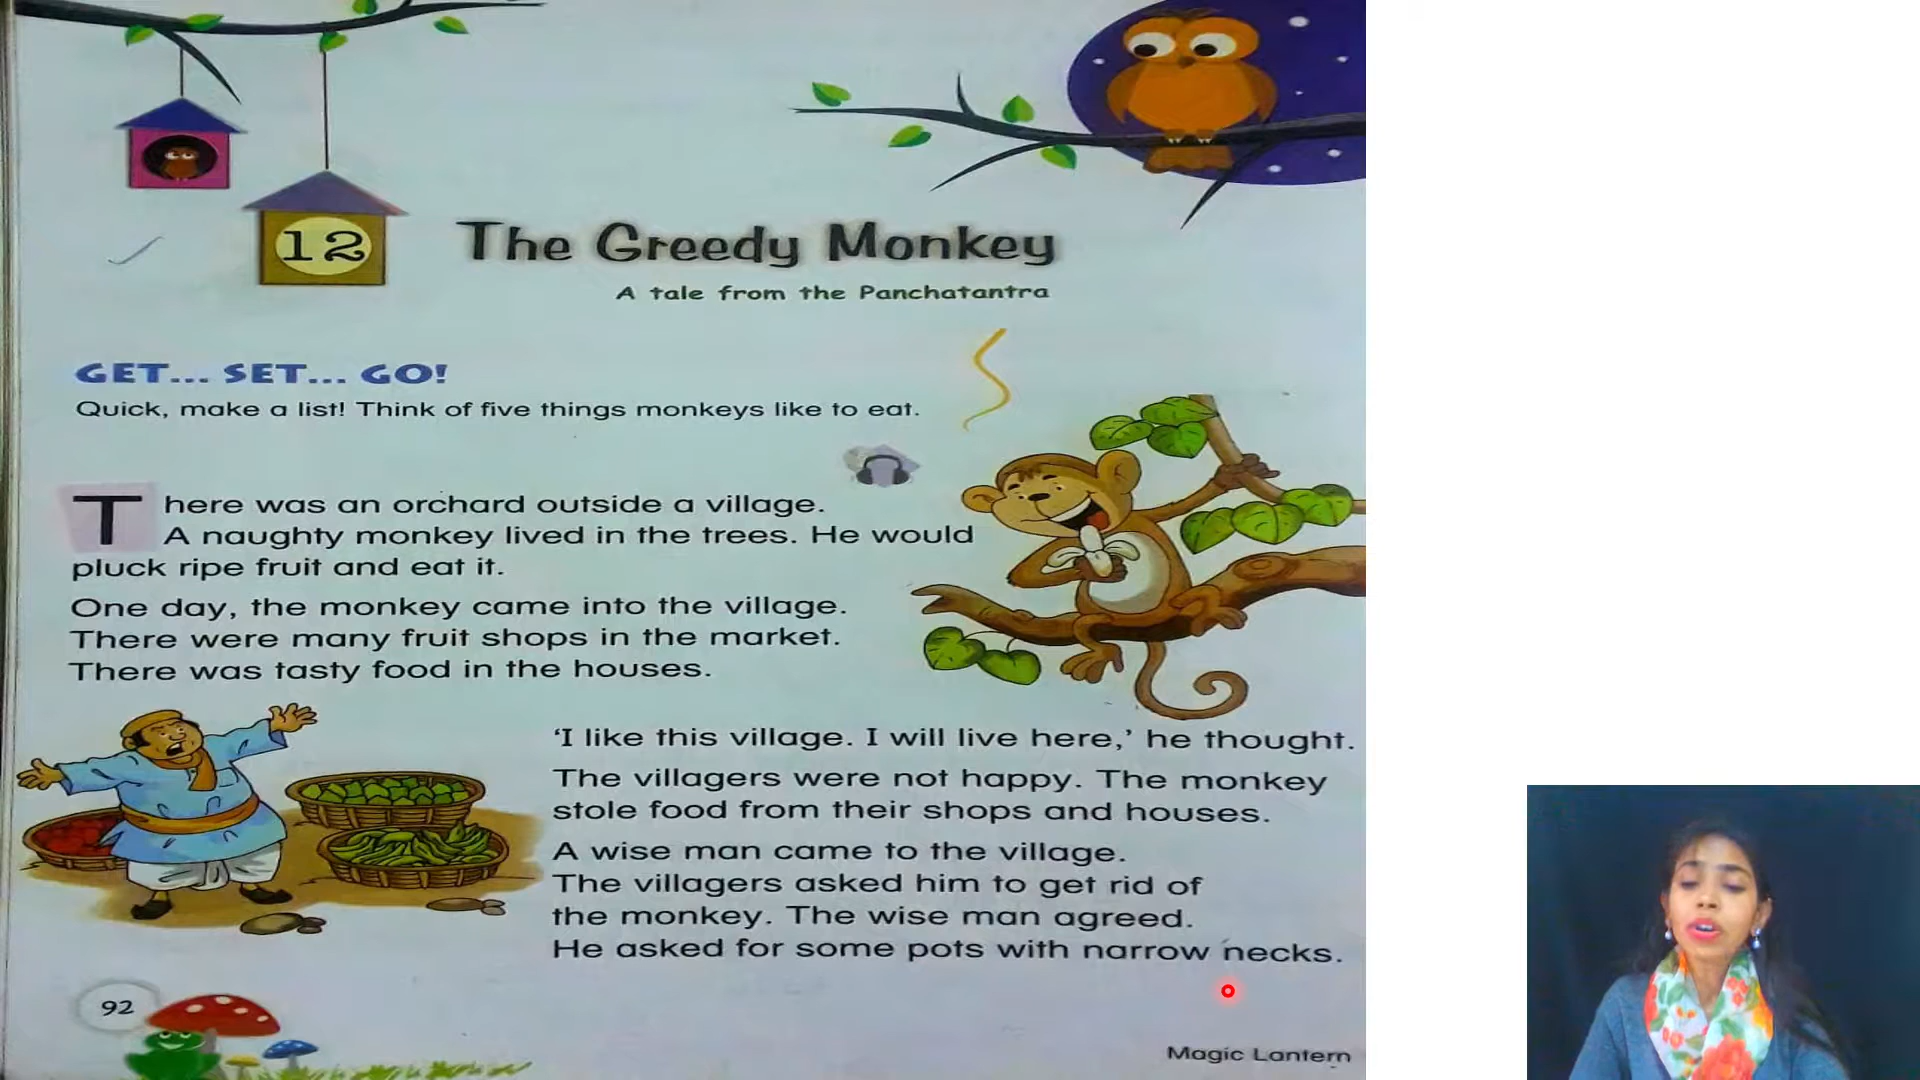 12
The Greedy Monkey
A tale from the Panchatantra
GET... SET... GO!
Quick, make a list! Think of five things monkeys like to eat.
There was an orchard outside a village.
A naughty monkey lived in the trees. He would
pluck ripe fruit and eat it.
One day, the monkey came into the village.
There were many fruit shops in the market.
There was tasty food in the houses.
‘I like this village. I will live here,’ he thought.
The villagers were not happy. The monkey
stole food from their shops and houses.
A wise man came to the village.
The villagers asked him to get rid of
the monkey. The wise man agreed.
He asked for some pots with narrow necks.
92
Magic Lantern